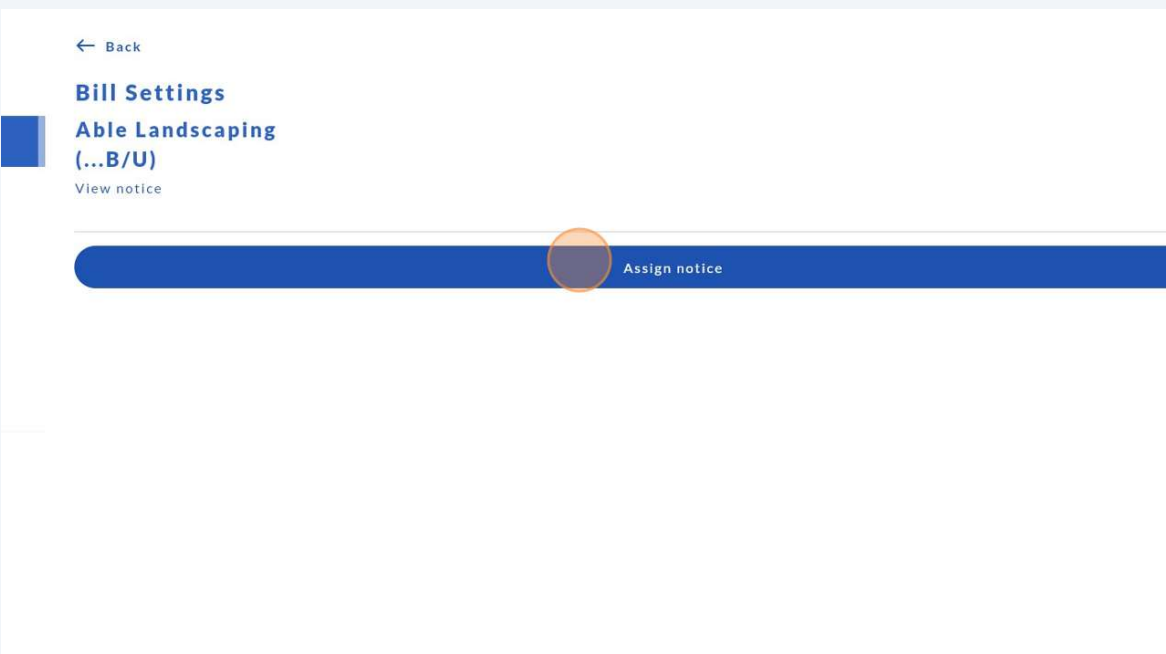 Back
Bill Settings
Able Landscaping
(...B/U)
View notice
Assign notice